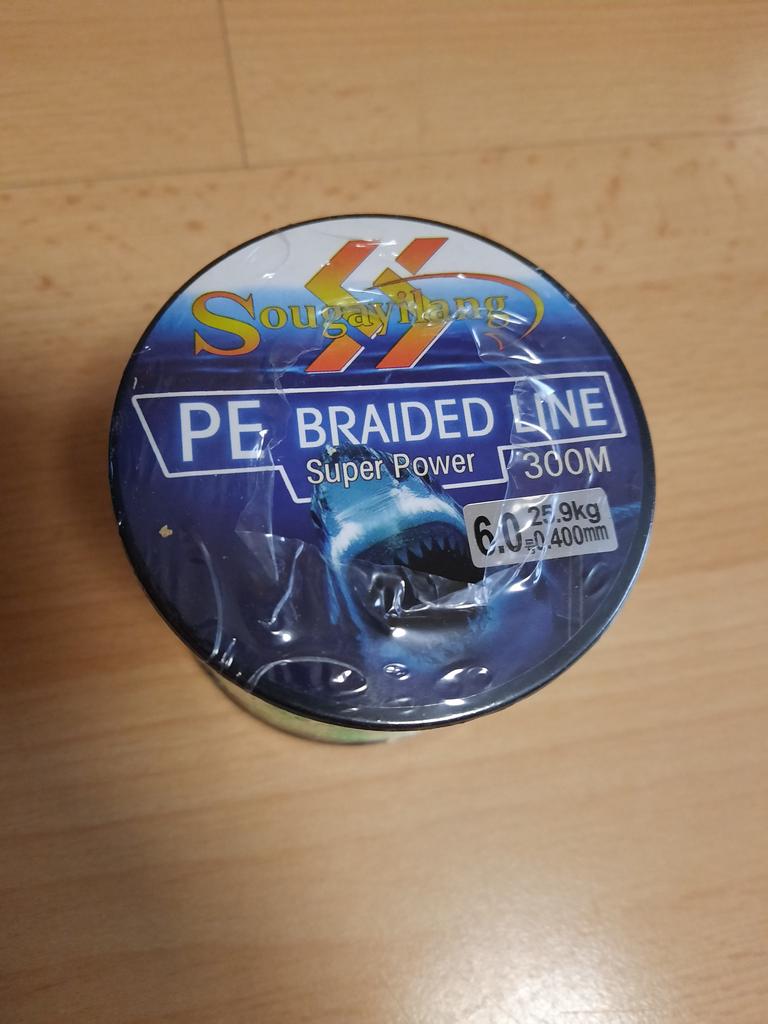 Sougayilang
PE BRAIDED LINE
Super Power 300M
6.0 25.9kg
=0.400mm